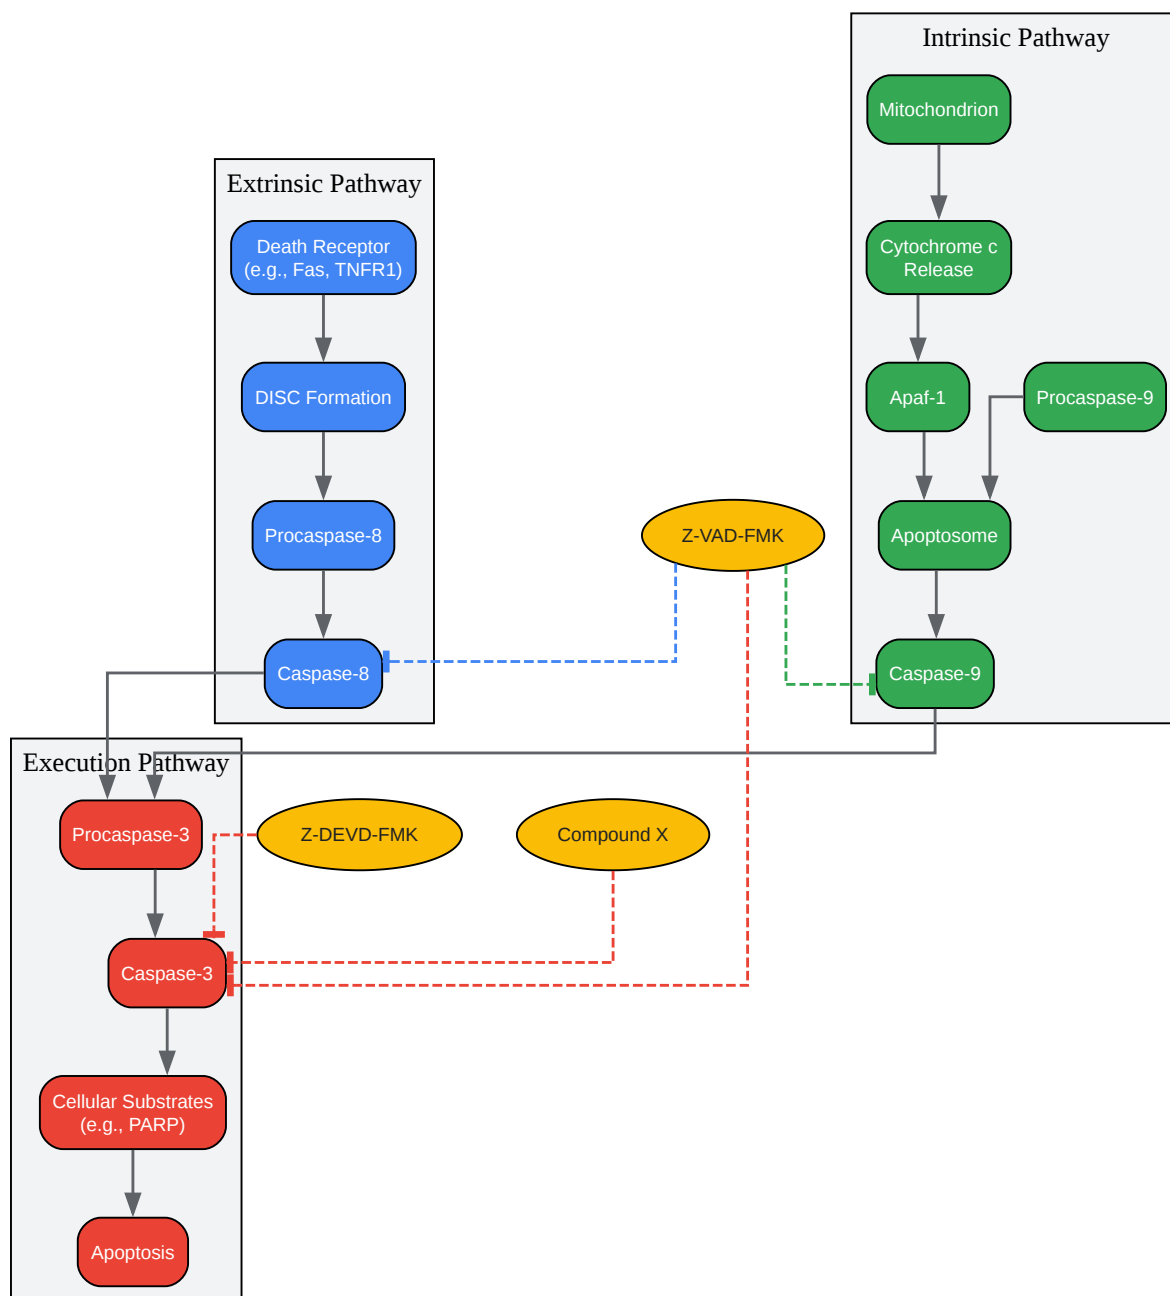 Intrinsic Pathway
Mitochondrion
Extrinsic Pathway
Death Receptor
(e.g., Fas, TNFR1)
Cytochrome c
Release
DISC Formation
Apaf-1
Procaspase-9
Procaspase-8
Z-VAD-FMK
Apoptosome
Caspase-8
Caspase-9
Execution Pathway
Procaspase-3
Z-DEVD-FMK
Compound X
Caspase-3
Cellular Substrates
(e.g., PARP)
Apoptosis